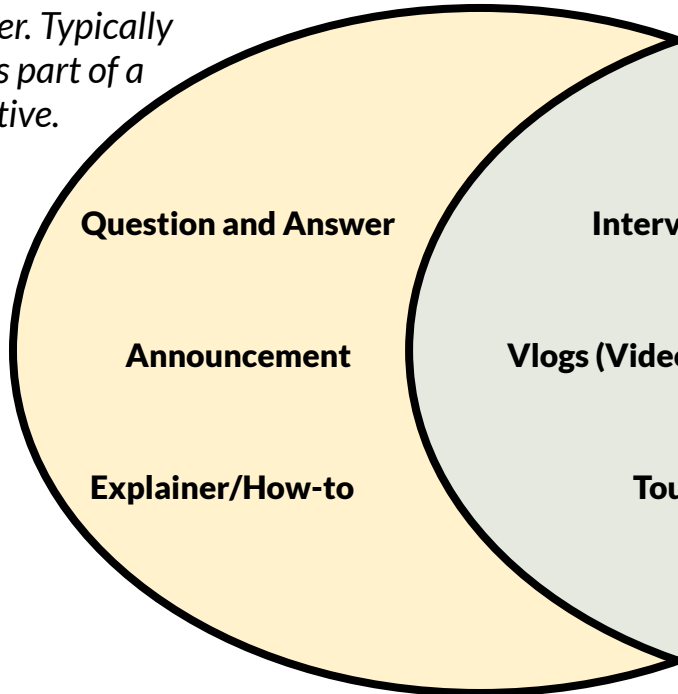 er. Typically
s part of a
tive.
Question and Answer
Interv
Announcement
Vlogs (Vide
Explainer/How-to
Tou